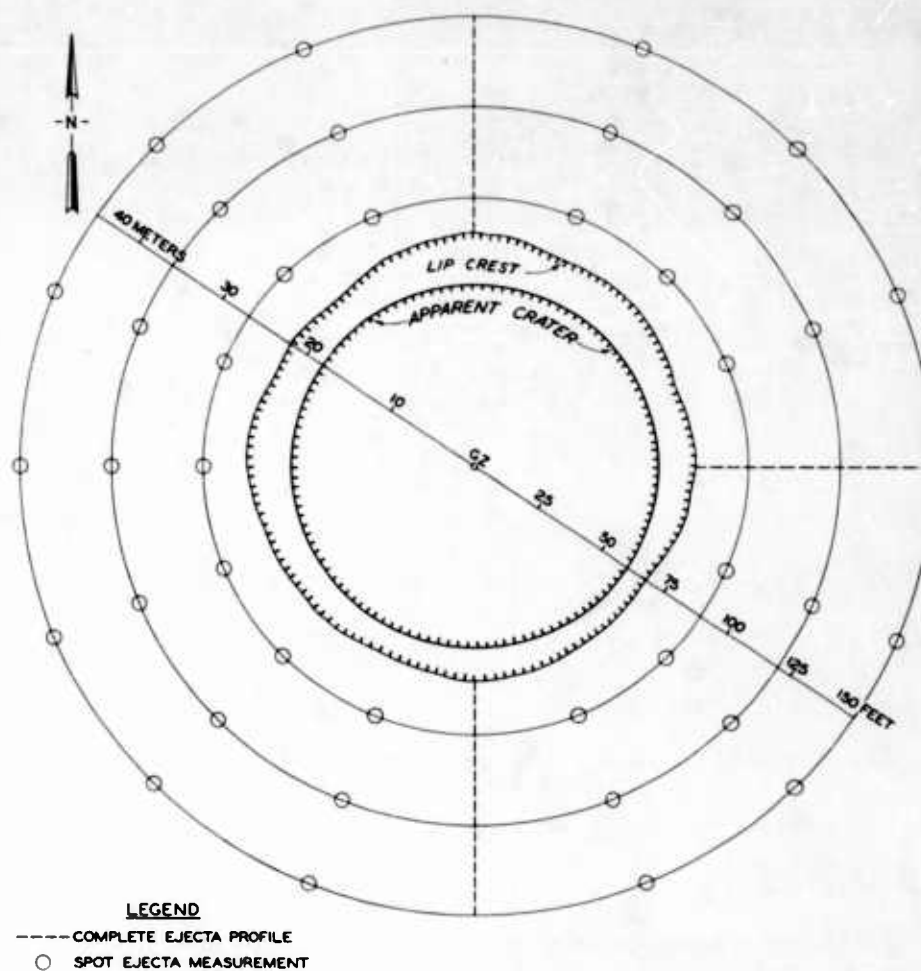 -N-
LIP CREST
APPARENT CRATER
40 METERS
30
20
10
GZ
25
50
75
100
125
150 FEET
LEGEND
----COMPLETE EJECTA PROFILE
SPOT EJECTA MEASUREMENT